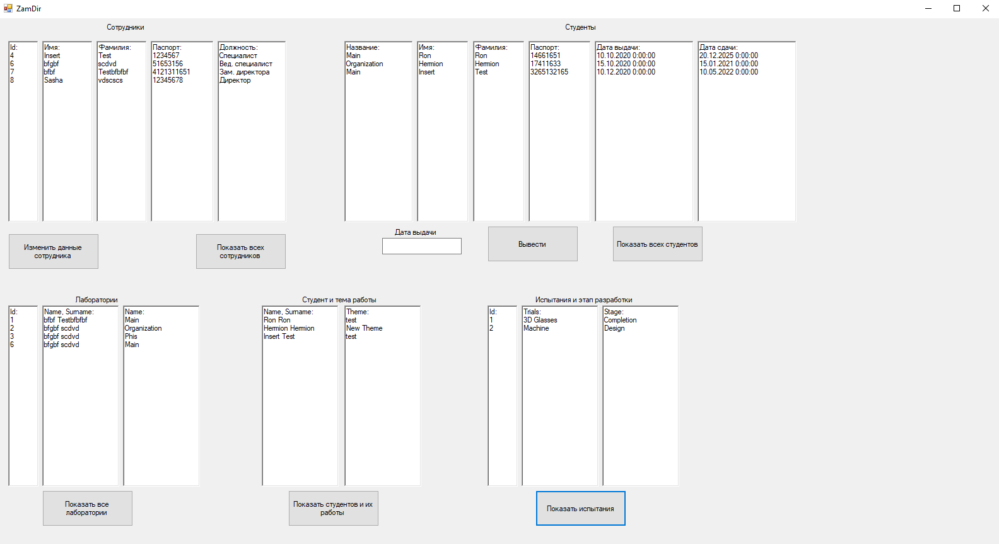 ZamDir
Сотрудники
Id:
4
6
7
8
Имя:
Insert
bfgbf
bfbf
Sasha
Фамилия:
Test
scdvd
Testbfbfbf
vdscscs
Паспорт:
1234567
51653156
4121311651
12345678
Должность:
Специалист
Вед. специалист
Зам. директора
Директор
Изменить данные
сотрудника
Показать всех
сотрудников
Студенты
Название:
Main
Organization
Main
Имя:
Ron
Hermion
Insert
Фамилия:
Ron
Hermion
Test
Паспорт:
14661651
17411633
3265132165
Дата выдачи:
10.10.2020 0:00:00
15.10.2020 0:00:00
10.12.2020 0:00:00
Дата сдачи:
20.12.2025 0:00:00
15.01.2021 0:00:00
10.05.2022 0:00:00
Дата выдачи
Вывести
Показать всех студентов
Лаборатории
Id:
1
2
3
6
Name, Surname:
bfbf Testbfbfbf
bfgbf scdvd
bfgbf scdvd
bfgbf scdvd
Name:
Main
Organization
Phis
Main
Показать все
лаборатории
Студент и тема работы
Name, Surname:
Ron Ron
Hermion Hermion
Insert Test
Theme:
test
New Theme
test
Показать студентов и их
работы
Испытания и этап разработки
Id:
1
2
Trials:
3D Glasses
Machine
Stage:
Completion
Design
Показать испытания